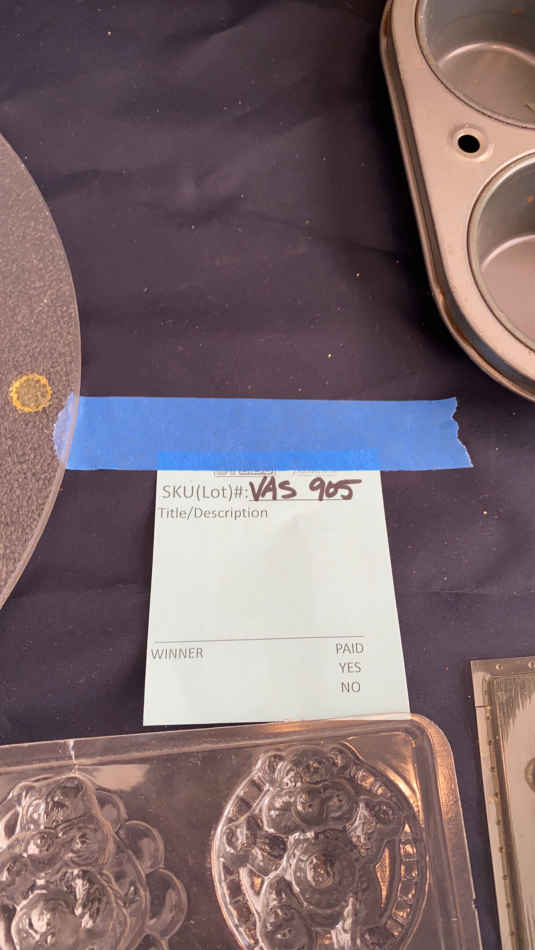 SKU(Lot)#: VAS 905
Title/Description
WINNER PAID
YES
NO